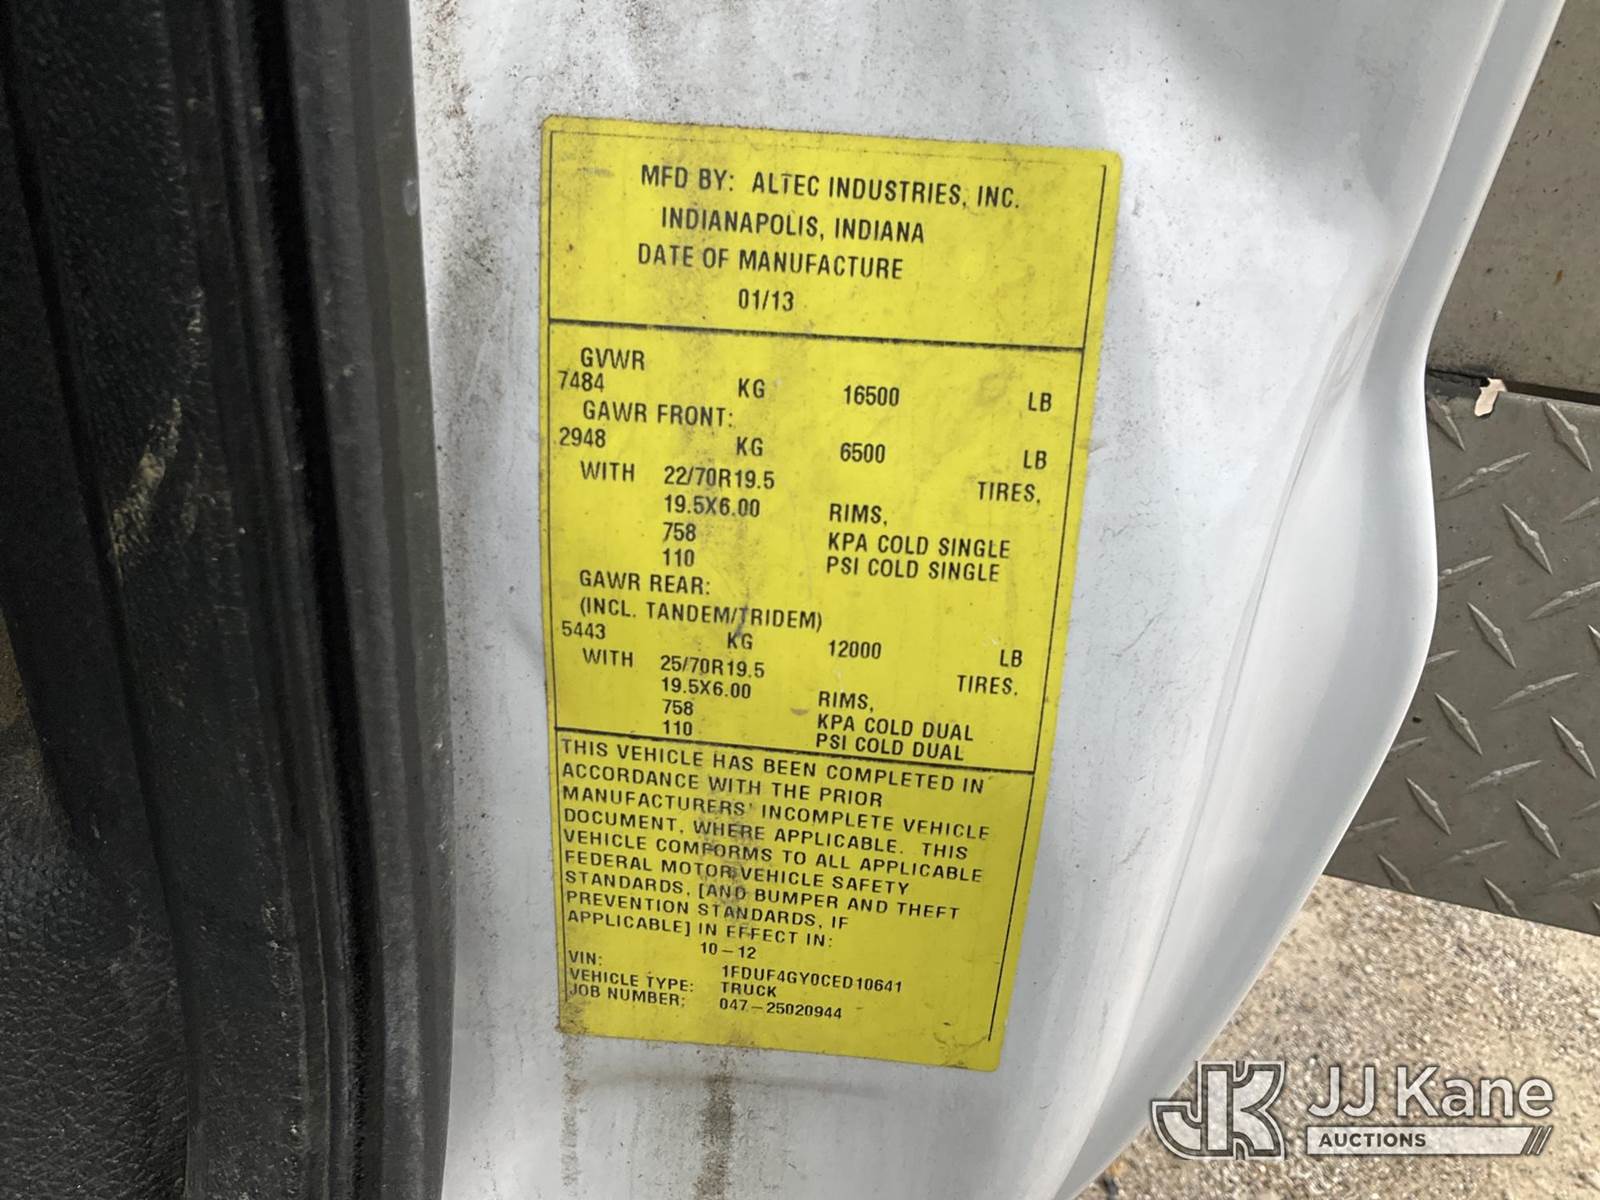 MFD BY: ALTEC INDUSTRIES, INC.
INDIANAPOLIS, INDIANA
DATE OF MANUFACTURE
01/13
GVWR
7484 KG 16500 LB
GAWR FRONT:
2948 KG 6500 LB
WITH 22/70R19.5 TIRES,
19.5X6.00 RIMS,
758 KPA COLD SINGLE
110 PSI COLD SINGLE
GAWR REAR:
(INCL. TANDEM/TRIDEM)
5443 KG 12000 LB
WITH 25/70R19.5 TIRES,
19.5X6.00 RIMS,
758 KPA COLD DUAL
110 PSI COLD DUAL
THIS VEHICLE HAS BEEN COMPLETED IN
ACCORDANCE WITH THE PRIOR
MANUFACTURERS' INCOMPLETE VEHICLE
DOCUMENT, WHERE APPLICABLE. THIS
VEHICLE COMFORMS TO ALL APPLICABLE
FEDERAL MOTOR VEHICLE SAFETY
STANDARDS, [AND BUMPER AND THEFT
PREVENTION STANDARDS, IF
APPLICABLE] IN EFFECT IN:
10-12
VIN: 1FDUF4GY0CED10641
VEHICLE TYPE: TRUCK
JOB NUMBER: 047-25020944
JK JJ Kane
AUCTIONS